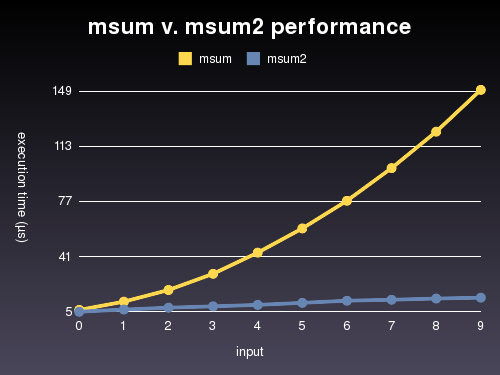 msum v. msum2 performance
msum msum2
execution time (µs)
149
113
77
41
5
0 1 2 3 4 5 6 7 8 9
input